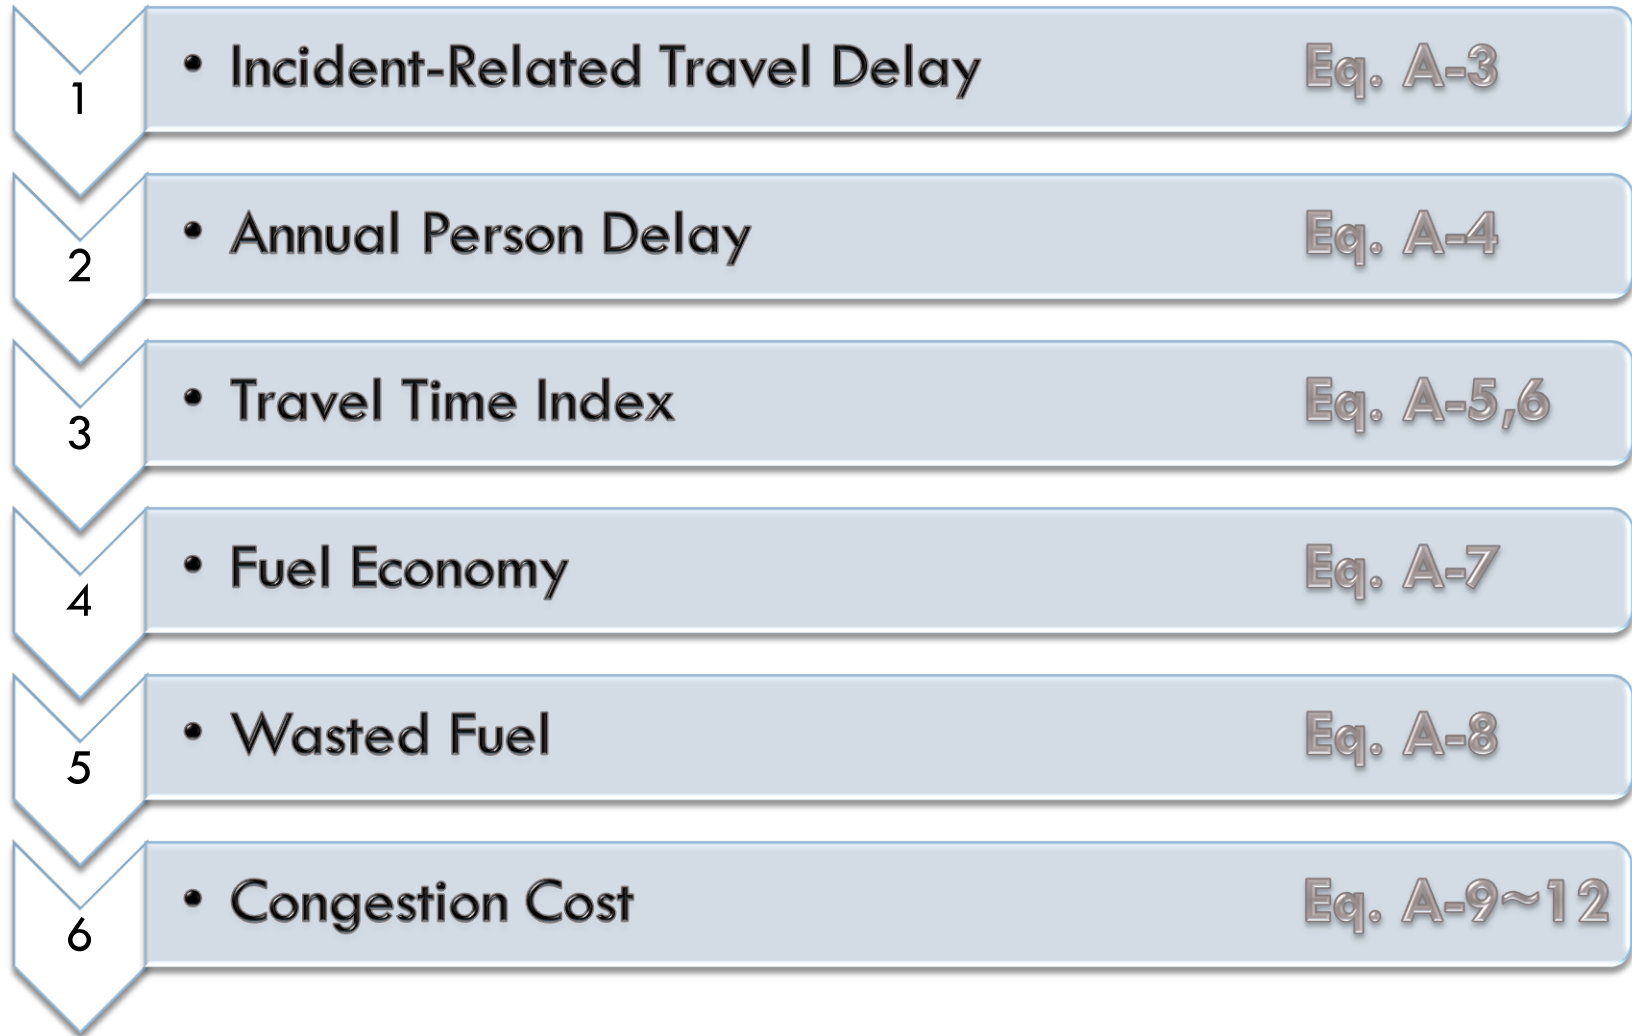 1 • Incident-Related Travel Delay Eq. A-3
2 • Annual Person Delay Eq. A-4
3 • Travel Time Index Eq. A-5,6
4 • Fuel Economy Eq. A-7
5 • Wasted Fuel Eq. A-8
6 • Congestion Cost Eq. A-9~12